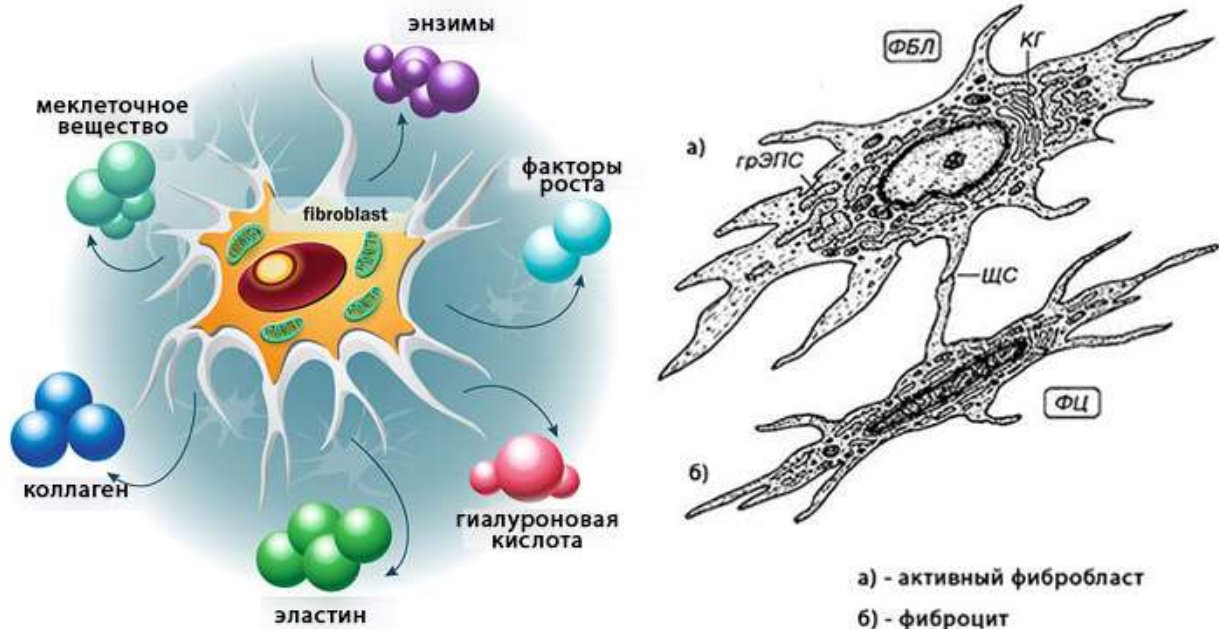 энзимы
меклеточное
вещество
факторы
роста
fibroblast
коллаген
гиалуроновая
кислота
эластин
ФБЛ
КГ
а)
грЭПС
ЩС
ФЦ
б)
а) - активный фибробласт
б) - фиброцит